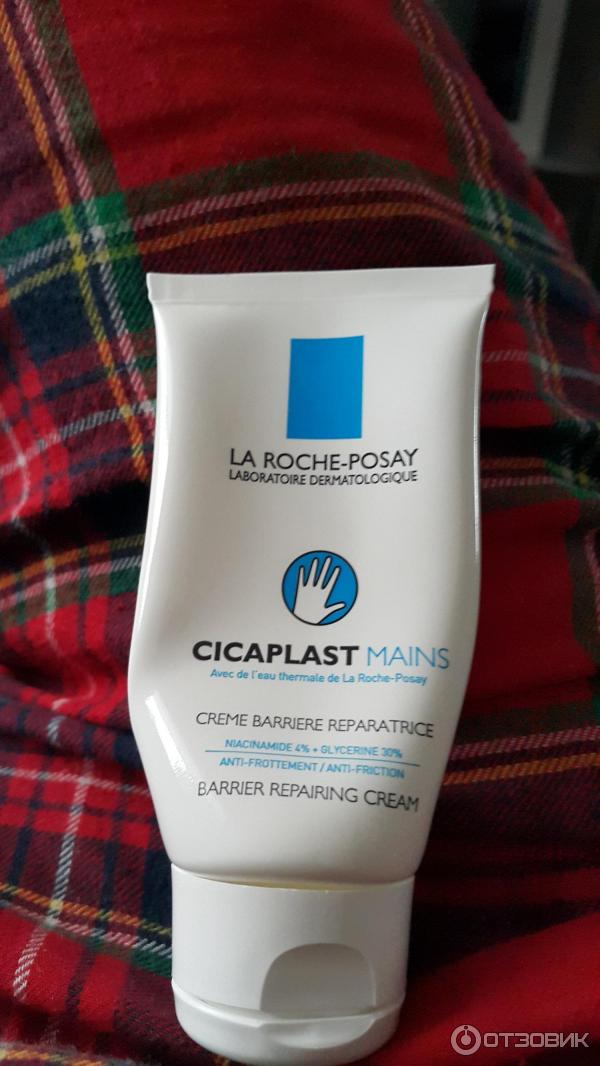 LA ROCHE-POSAY
LABORATOIRE DERMATOLOGIQUE
CICAPLAST MAINS
Avec de l'eau thermale de La Roche-Posay
CREME BARRIERE REPARATRICE
NIACINAMIDE 4% + GLYCERINE 30%
ANTI-FROTTEMENT / ANTI-FRICTION
BARRIER REPAIRING CREAM
ОТЗОВИК